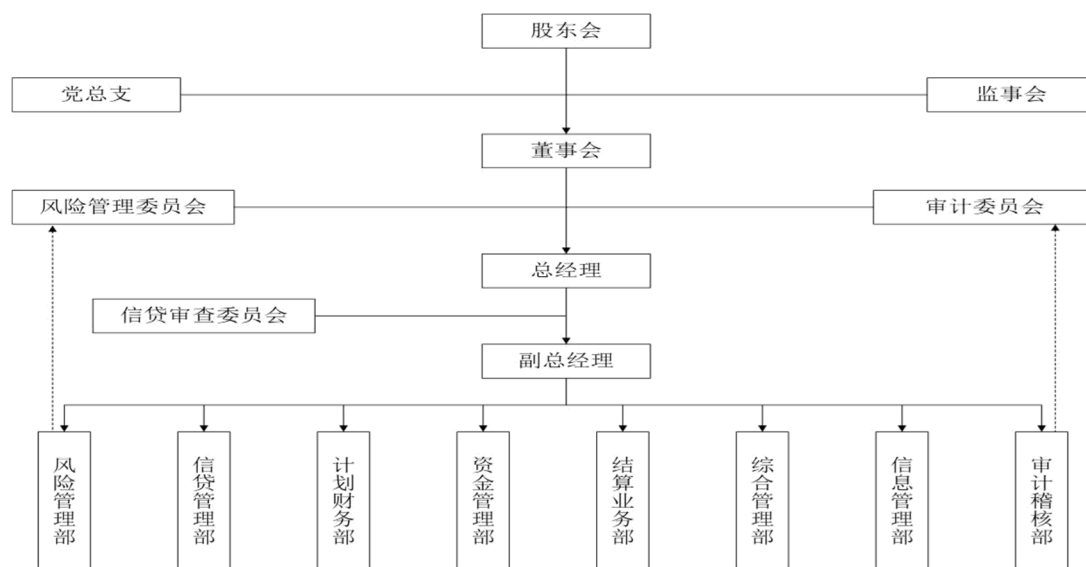 股东会
党总支
监事会
董事会
风险管理委员会
审计委员会
总经理
信贷审查委员会
副总经理
风险管理部
信贷管理部
计划财务部
资金管理部
结算业务部
综合管理部
信息管理部
审计稽核部